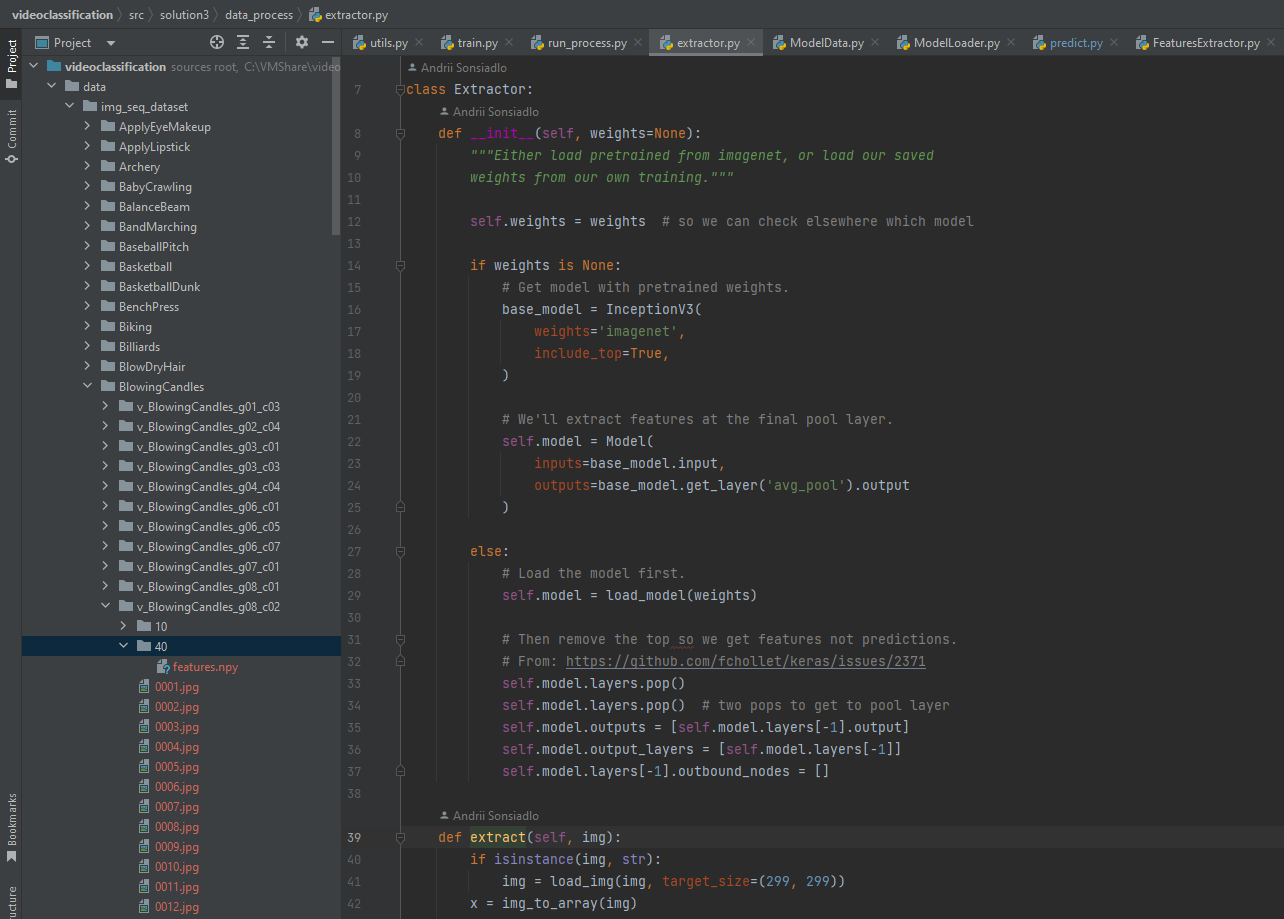 videoclassification src solution3 data_process extractor.py
Project
utils.py train.py run_process.py extractor.py ModelData.py ModelLoader.py predict.py FeaturesExtractor.py
Project
Commit
Bookmarks
ructure
videoclassification sources root, C:\VMShare\video
data
img_seq_dataset
ApplyEyeMakeup
ApplyLipstick
Archery
BabyCrawling
BalanceBeam
BandMarching
BaseballPitch
Basketball
BasketballDunk
BenchPress
Biking
Billiards
BlowDryHair
BlowingCandles
v_BlowingCandles_g01_c03
v_BlowingCandles_g02_c04
v_BlowingCandles_g03_c01
v_BlowingCandles_g03_c03
v_BlowingCandles_g04_c04
v_BlowingCandles_g06_c01
v_BlowingCandles_g06_c05
v_BlowingCandles_g06_c07
v_BlowingCandles_g07_c01
v_BlowingCandles_g08_c01
v_BlowingCandles_g08_c02
10
40
features.npy
0001.jpg
0002.jpg
0003.jpg
0004.jpg
0005.jpg
0006.jpg
0007.jpg
0008.jpg
0009.jpg
0010.jpg
0011.jpg
0012.jpg
Andrii Sonsiadlo
7 class Extractor:
Andrii Sonsiadlo
8 def __init__(self, weights=None):
9 """Either load pretrained from imagenet, or load our saved
10 weights from our own training."""
11
12 self.weights = weights # so we can check elsewhere which model
13
14 if weights is None:
15 # Get model with pretrained weights.
16 base_model = InceptionV3(
17 weights='imagenet',
18 include_top=True,
19 )
20
21 # We'll extract features at the final pool layer.
22 self.model = Model(
23 inputs=base_model.input,
24 outputs=base_model.get_layer('avg_pool').output
25 )
26
27 else:
28 # Load the model first.
29 self.model = load_model(weights)
30
31 # Then remove the top so we get features not predictions.
32 # From: https://github.com/fchollet/keras/issues/2371
33 self.model.layers.pop()
34 self.model.layers.pop() # two pops to get to pool layer
35 self.model.outputs = [self.model.layers[-1].output]
36 self.model.output_layers = [self.model.layers[-1]]
37 self.model.layers[-1].outbound_nodes = []
38
Andrii Sonsiadlo
39 def extract(self, img):
40 if isinstance(img, str):
41 img = load_img(img, target_size=(299, 299))
42 x = img_to_array(img)